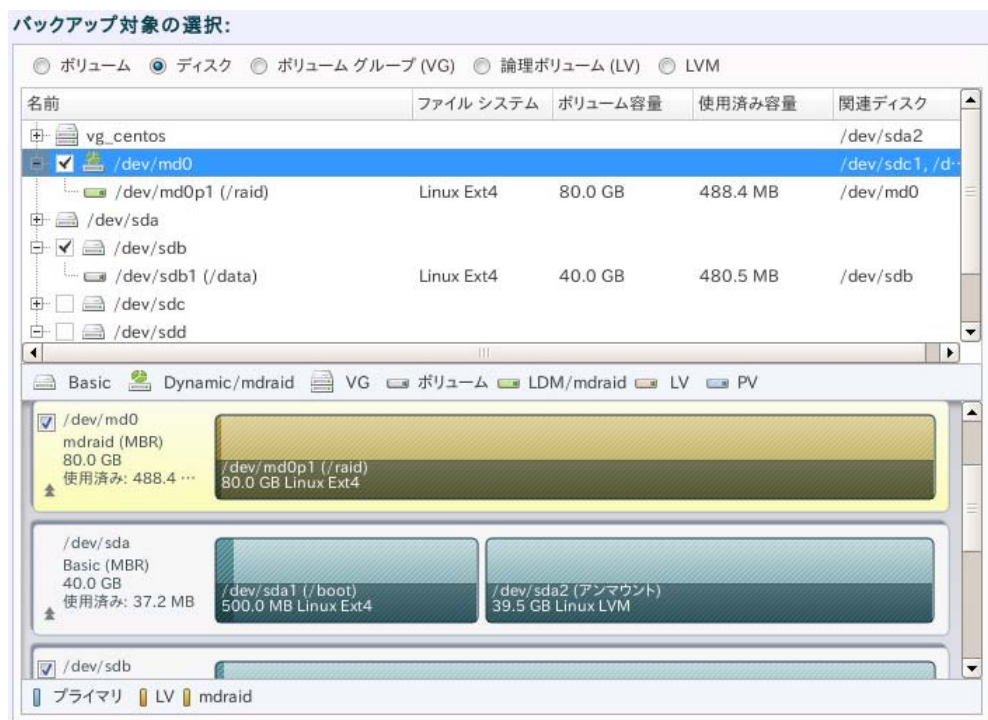 バックアップ対象の選択:
ボリューム ディスク ボリューム グループ (VG) 論理ボリューム (LV) LVM
名前 ファイル システム ボリューム容量 使用済み容量 関連ディスク
vg_centos /dev/sda2
/dev/md0 /dev/sdc1, /d…
/dev/md0p1 (/raid) Linux Ext4 80.0 GB 488.4 MB /dev/md0
/dev/sda
/dev/sdb
/dev/sdb1 (/data) Linux Ext4 40.0 GB 480.5 MB /dev/sdb
/dev/sdc
/dev/sdd
Basic Dynamic/mdraid VG ボリューム LDM/mdraid LV PV
/dev/md0
mdraid (MBR)
80.0 GB
使用済み: 488.4 …
/dev/md0p1 (/raid)
80.0 GB Linux Ext4
/dev/sda
Basic (MBR)
40.0 GB
使用済み: 37.2 MB
/dev/sda1 (/boot)
500.0 MB Linux Ext4
/dev/sda2 (アンマウント)
39.5 GB Linux LVM
/dev/sdb
プライマリ LV mdraid